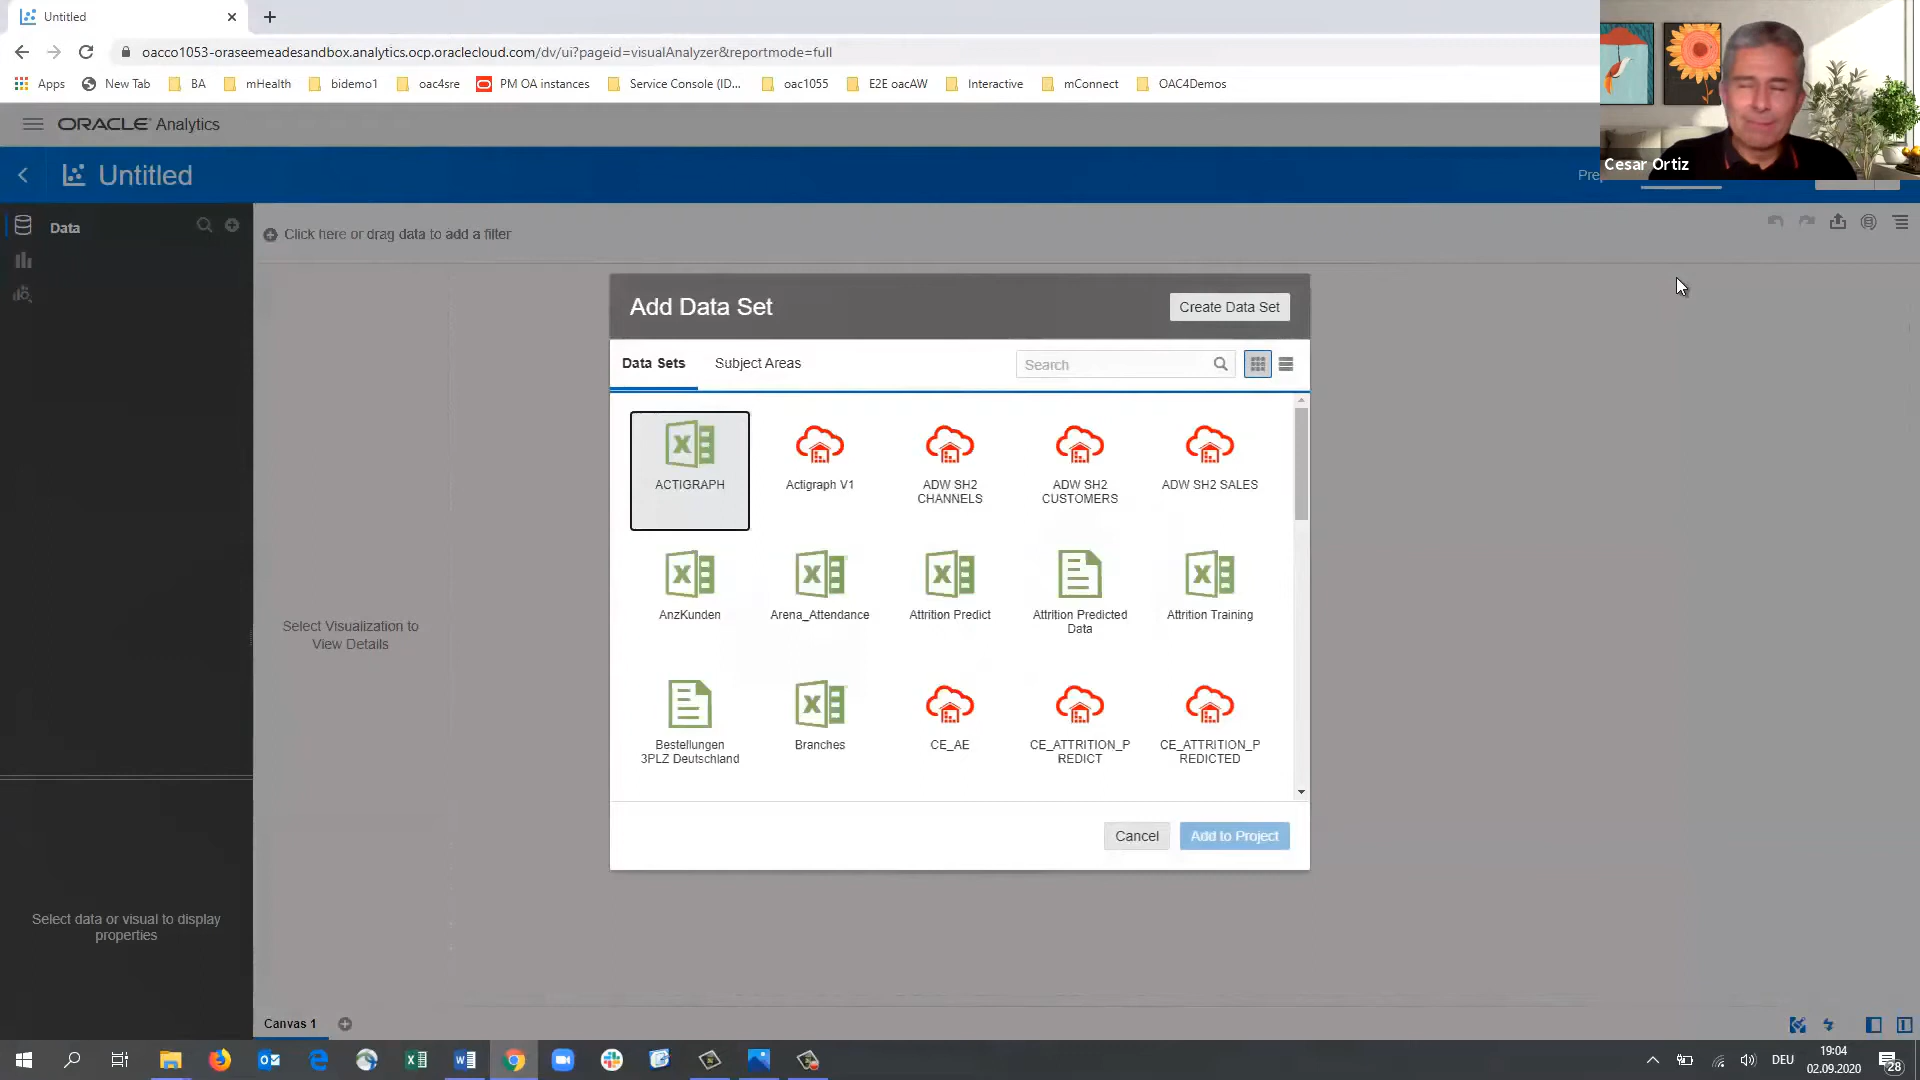 Untitled
oacco1053-oraseemeadesandbox.analytics.ocp.oraclecloud.com/dv/ui?pageid=visualAnalyzer&reportmode=full
Apps
New Tab
BA
mHealth
bidemo1
oac4sre
PM OA instances
Service Console (ID...
oac1055
E2E oacAW
Interactive
mConnect
OAC4Demos
Cesar Ortiz
ORACLE Analytics
Untitled
Data
Click here or drag data to add a filter
Add Data Set
Create Data Set
Data Sets
Subject Areas
Search
ACTIGRAPH
Actigraph V1
ADW SH2
CHANNELS
ADW SH2
CUSTOMERS
ADW SH2 SALES
AnzKunden
Arena_Attendance
Attrition Predict
Attrition Predicted
Data
Attrition Training
Bestellungen
3PLZ Deutschland
Branches
CE_AE
CE_ATTRITION_P
REDICT
CE_ATTRITION_P
REDICTED
Select Visualization to
View Details
Cancel
Add to Project
Select data or visual to display
properties
Canvas 1
DEU
19:04
02.09.2020
28